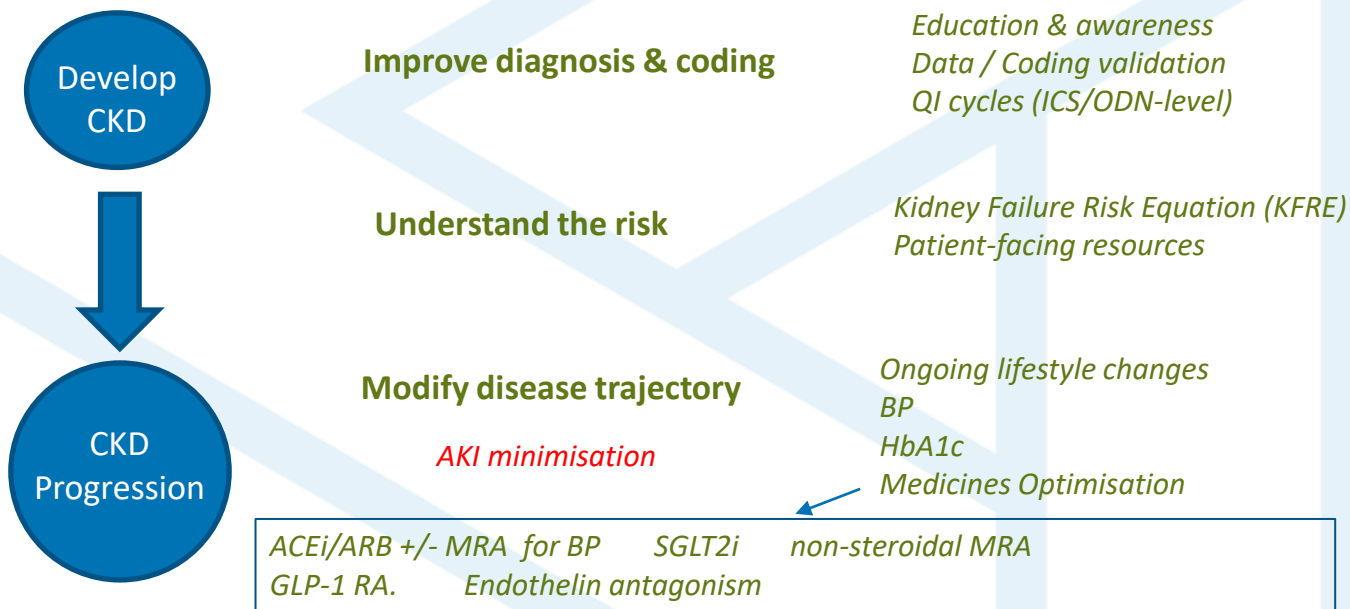 Develop
CKD
Improve diagnosis & coding
Education & awareness
Data / Coding validation
QI cycles (ICS/ODN-level)
Understand the risk
Kidney Failure Risk Equation (KFRE)
Patient-facing resources
CKD
Progression
Modify disease trajectory
AKI minimisation
Ongoing lifestyle changes
BP
HbA1c
Medicines Optimisation
ACEi/ARB +/- MRA for BP SGLT2i non-steroidal MRA
GLP-1 RA. Endothelin antagonism